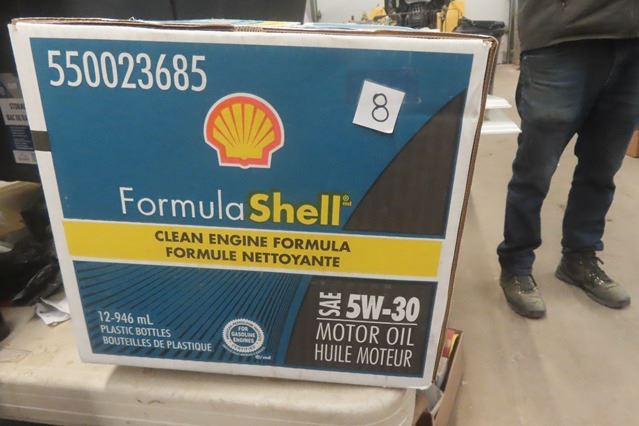 550023685
8
FormulaShell®
md
CLEAN ENGINE FORMULA
FORMULE NETTOYANTE
12-946 mL
PLASTIC BOTTLES
BOUTEILLES DE PLASTIQUE
FOR
GASOLINE
ENGINES
SAE 5W-30
MOTOR OIL
HUILE MOTEUR